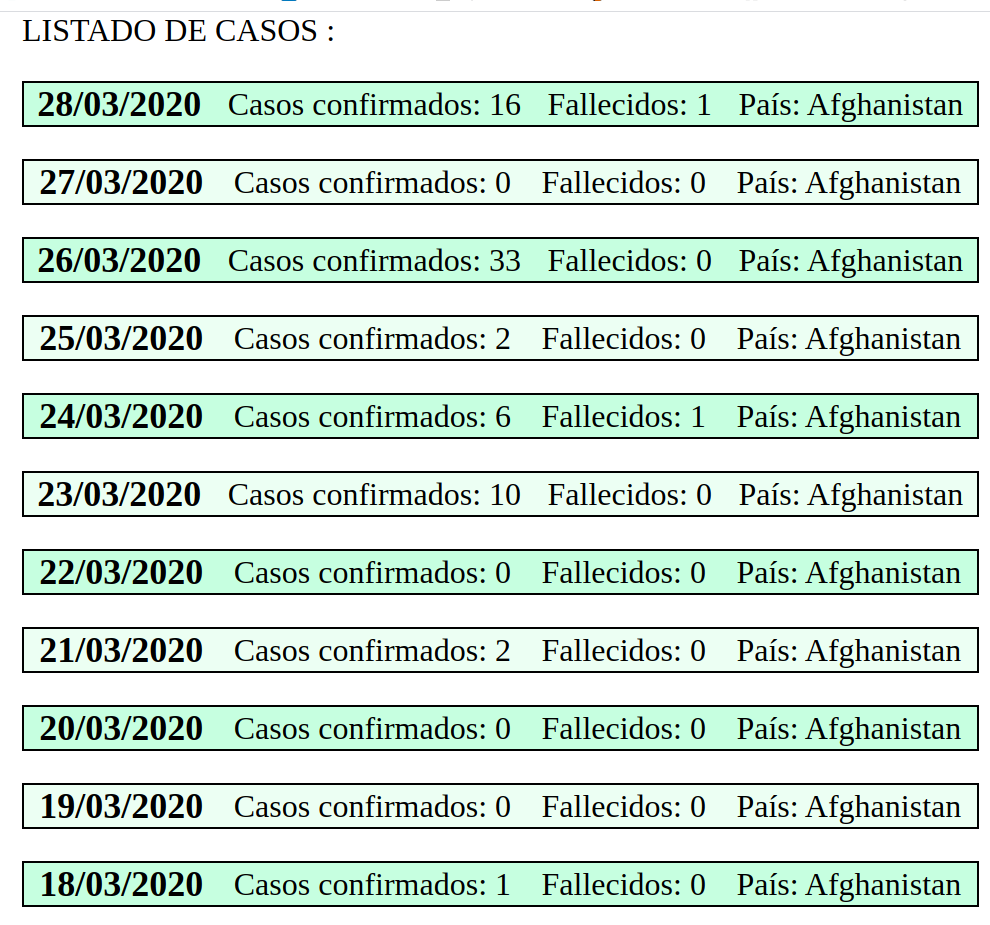 LISTADO DE CASOS :
28/03/2020 Casos confirmados: 16 Fallecidos: 1 País: Afghanistan
27/03/2020 Casos confirmados: 0 Fallecidos: 0 País: Afghanistan
26/03/2020 Casos confirmados: 33 Fallecidos: 0 País: Afghanistan
25/03/2020 Casos confirmados: 2 Fallecidos: 0 País: Afghanistan
24/03/2020 Casos confirmados: 6 Fallecidos: 1 País: Afghanistan
23/03/2020 Casos confirmados: 10 Fallecidos: 0 País: Afghanistan
22/03/2020 Casos confirmados: 0 Fallecidos: 0 País: Afghanistan
21/03/2020 Casos confirmados: 2 Fallecidos: 0 País: Afghanistan
20/03/2020 Casos confirmados: 0 Fallecidos: 0 País: Afghanistan
19/03/2020 Casos confirmados: 0 Fallecidos: 0 País: Afghanistan
18/03/2020 Casos confirmados: 1 Fallecidos: 0 País: Afghanistan